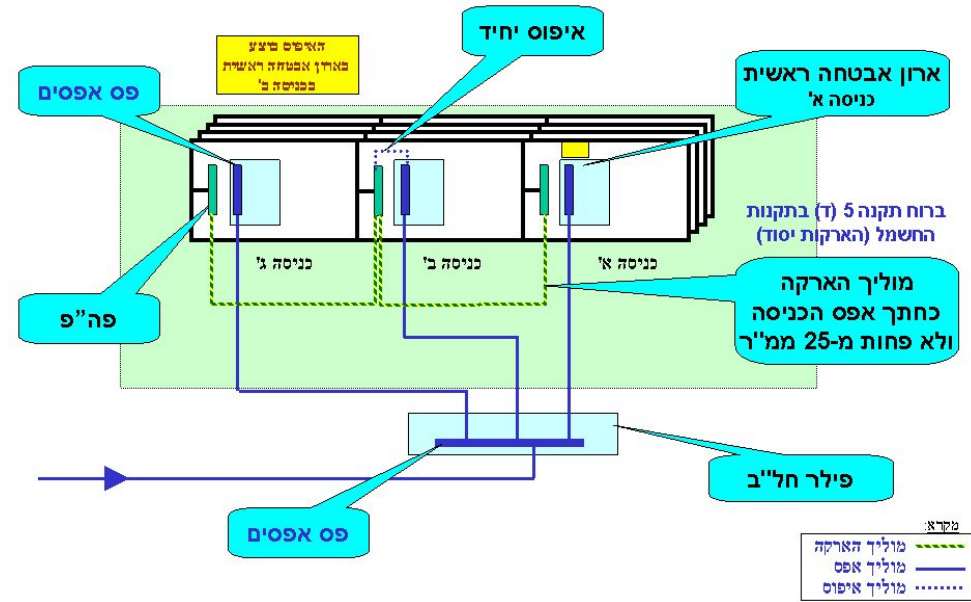 איפוס יחיד
האיפוס בוצע
בארון אבטחה ראשית
בכניסה ב'
פס אפסים
ארון אבטחה ראשית
כניסה א'
ברוח תקנה 5 (ד) בתקנות
החשמל (הארקות יסוד)
כניסה א'
כניסה ב'
כניסה ג'
מוליך הארקה
כחתך אפס הכניסה
ולא פחות מ-25 ממ"ר
פה"פ
פילר חל"ב
פס אפסים
מקרא:
מוליך הארקה
מוליך אפס
מוליך איפוס